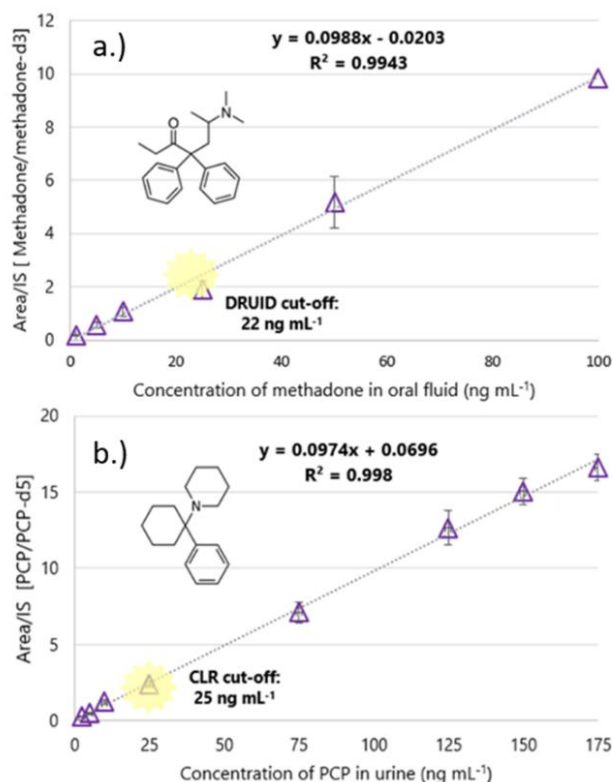 a.)
y = 0.0988x - 0.0203
R² = 0.9943
Area/IS [ Methadone/methadone-d3]
12
10
8
6
4
2
0
O
N
DRUID cut-off:
22 ng mL⁻¹
0 20 40 60 80 100
Concentration of methadone in oral fluid (ng mL⁻¹)
b.)
y = 0.0974x + 0.0696
R² = 0.998
Area/IS [PCP/PCP-d5]
20
15
10
5
0
N
CLR cut-off:
25 ng mL⁻¹
0 25 50 75 100 125 150 175
Concentration of PCP in urine (ng mL⁻¹)